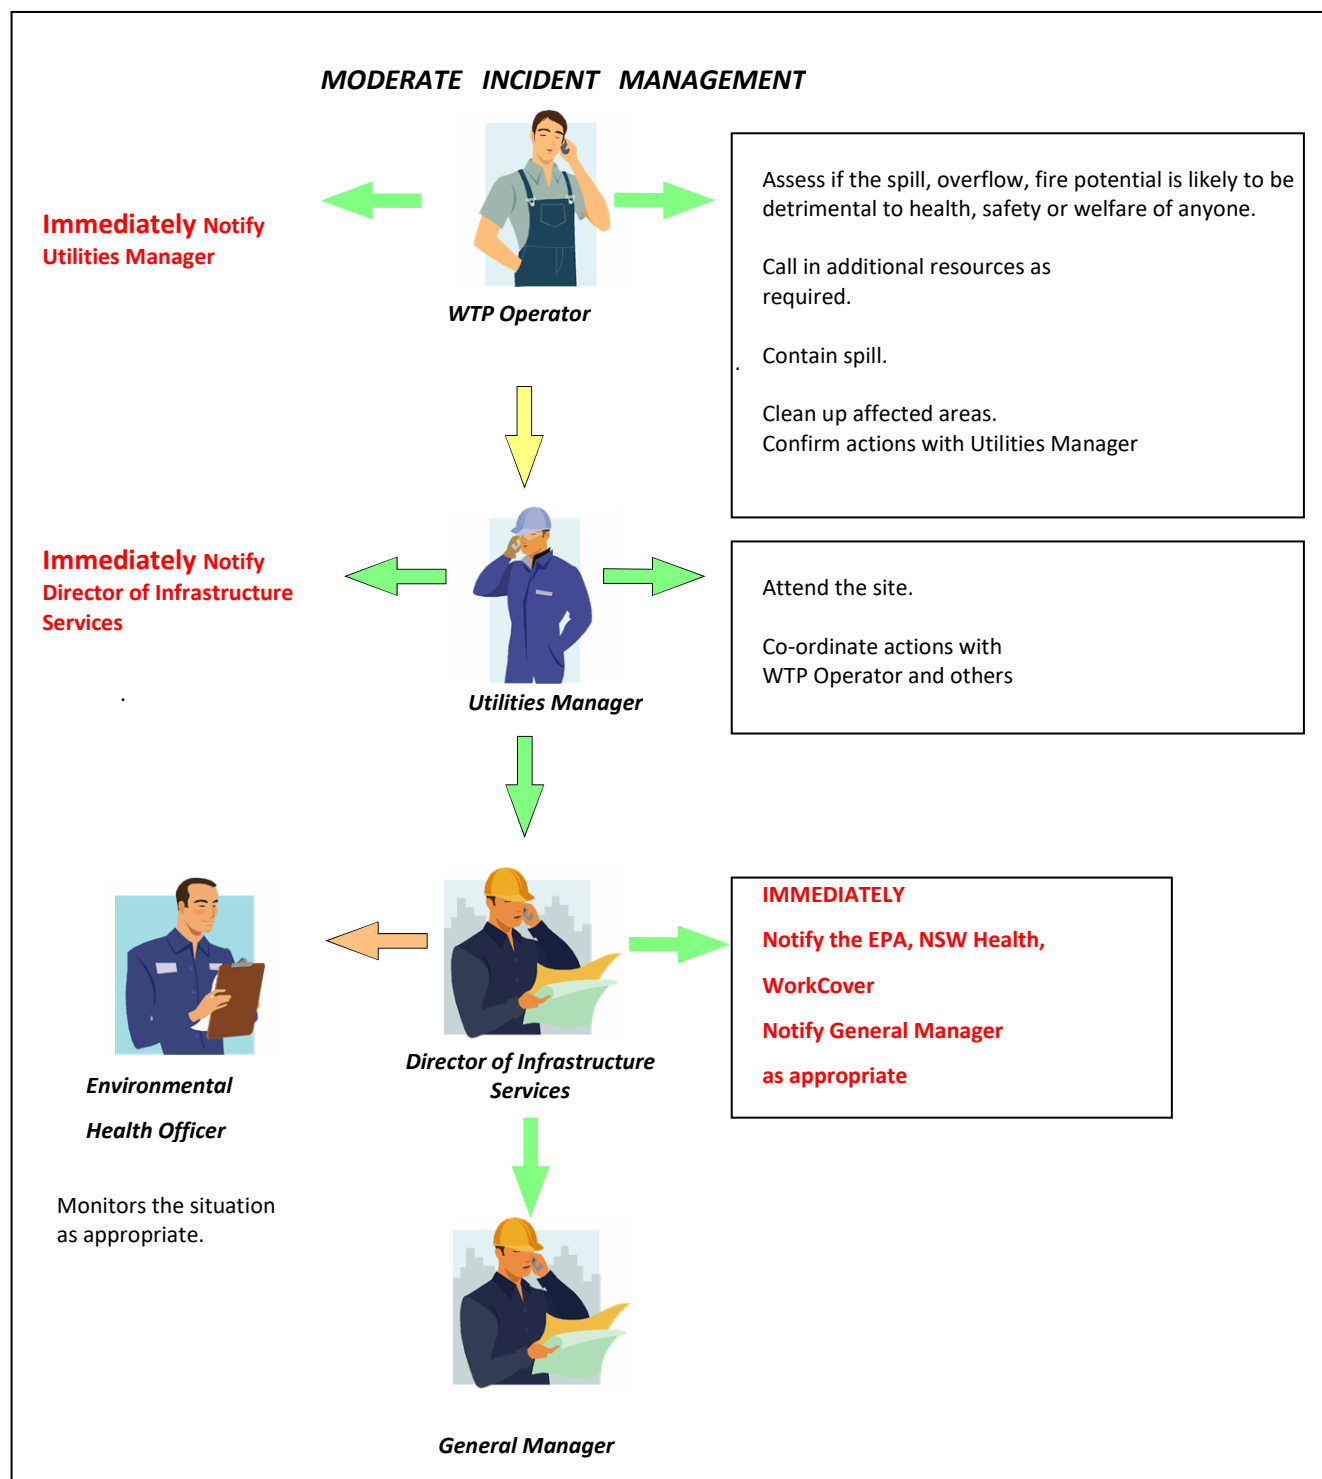 MODERATE INCIDENT MANAGEMENT
Immediately Notify
Utilities Manager
WTP Operator
Assess if the spill, overflow, fire potential is likely to be
detrimental to health, safety or welfare of anyone.
Call in additional resources as
required.
.
Contain spill.
Clean up affected areas.
Confirm actions with Utilities Manager
Immediately Notify
Director of Infrastructure
Services
.
Utilities Manager
Attend the site.
Co-ordinate actions with
WTP Operator and others
Environmental
Health Officer
Monitors the situation
as appropriate.
Director of Infrastructure
Services
IMMEDIATELY
Notify the EPA, NSW Health,
WorkCover
Notify General Manager
as appropriate
General Manager